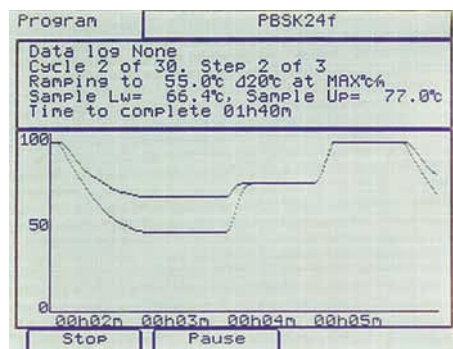 Program PBSK24f
Data log None
Cycle 2 of 30, Step 2 of 3
Ramping to 55.0℃ Δ20℃ at MAX℃/s
Sample Lw= 66.4℃, Sample Up= 77.0℃
Time to complete 01h40m
100
50
0
00h02m 00h03m 00h04m 00h05m
Stop Pause